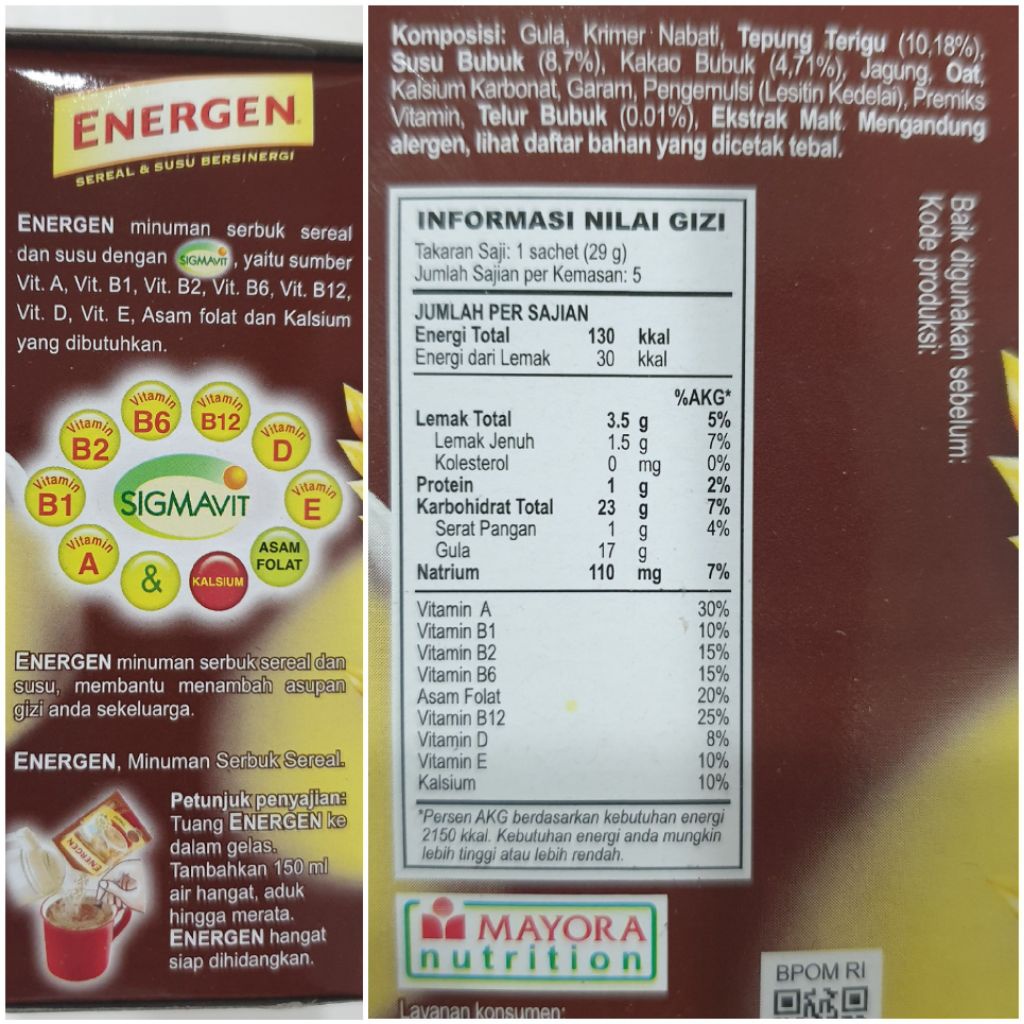 ENERGEN
SEREAL & SUSU BERSINERGI
ENERGEN minuman serbuk sereal
dan susu dengan SIGMAVIT, yaitu sumber
Vit. A, Vit. B1, Vit. B2, Vit. B6, Vit. B12,
Vit. D, Vit. E, Asam folat dan Kalsium
yang dibutuhkan.
Vitamin B6
Vitamin B12
Vitamin B2
Vitamin D
Vitamin B1
SIGMAVIT
Vitamin E
Vitamin A
&
KALSIUM
ASAM
FOLAT
ENERGEN minuman serbuk sereal dan
susu, membantu menambah asupan
gizi anda sekeluarga.
ENERGEN, Minuman Serbuk Sereal.
Petunjuk penyajian:
Tuang ENERGEN ke
dalam gelas.
Tambahkan 150 ml
air hangat, aduk
hingga merata.
ENERGEN hangat
siap dihidangkan.
ENERGEN
Komposisi: Gula, Krimer Nabati, Tepung Terigu (10,18%),
Susu Bubuk (8,7%), Kakao Bubuk (4,71%), Jagung, Oat,
Kalsium Karbonat, Garam, Pengemulsi (Lesitin Kedelai), Premiks
Vitamin, Telur Bubuk (0.01%), Ekstrak Malt. Mengandung
alergen, lihat daftar bahan yang dicetak tebal.
INFORMASI NILAI GIZI
Takaran Saji: 1 sachet (29 g)
Jumlah Sajian per Kemasan: 5
JUMLAH PER SAJIAN
Energi Total 130 kkal
Energi dari Lemak 30 kkal
%AKG*
Lemak Total 3.5 g 5%
Lemak Jenuh 1.5 g 7%
Kolesterol 0 mg 0%
Protein 1 g 2%
Karbohidrat Total 23 g 7%
Serat Pangan 1 g 4%
Gula 17 g
Natrium 110 mg 7%
Vitamin A 30%
Vitamin B1 10%
Vitamin B2 15%
Vitamin B6 15%
Asam Folat 20%
Vitamin B12 25%
Vitamin D 8%
Vitamin E 10%
Kalsium 10%
*Persen AKG berdasarkan kebutuhan energi
2150 kkal. Kebutuhan energi anda mungkin
lebih tinggi atau lebih rendah.
MAYORA
nutrition
Layanan konsumen:
Baik digunakan sebelum:
Kode produksi:
BPOM RI